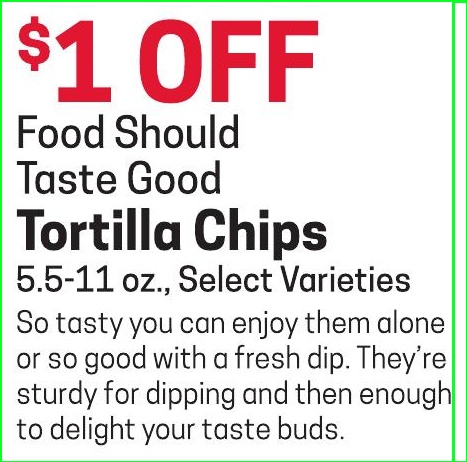 $1 OFF
Food Should
Taste Good
Tortilla Chips
5.5-11 oz., Select Varieties
So tasty you can enjoy them alone
or so good with a fresh dip. They're
sturdy for dipping and then enough
to delight your taste buds.